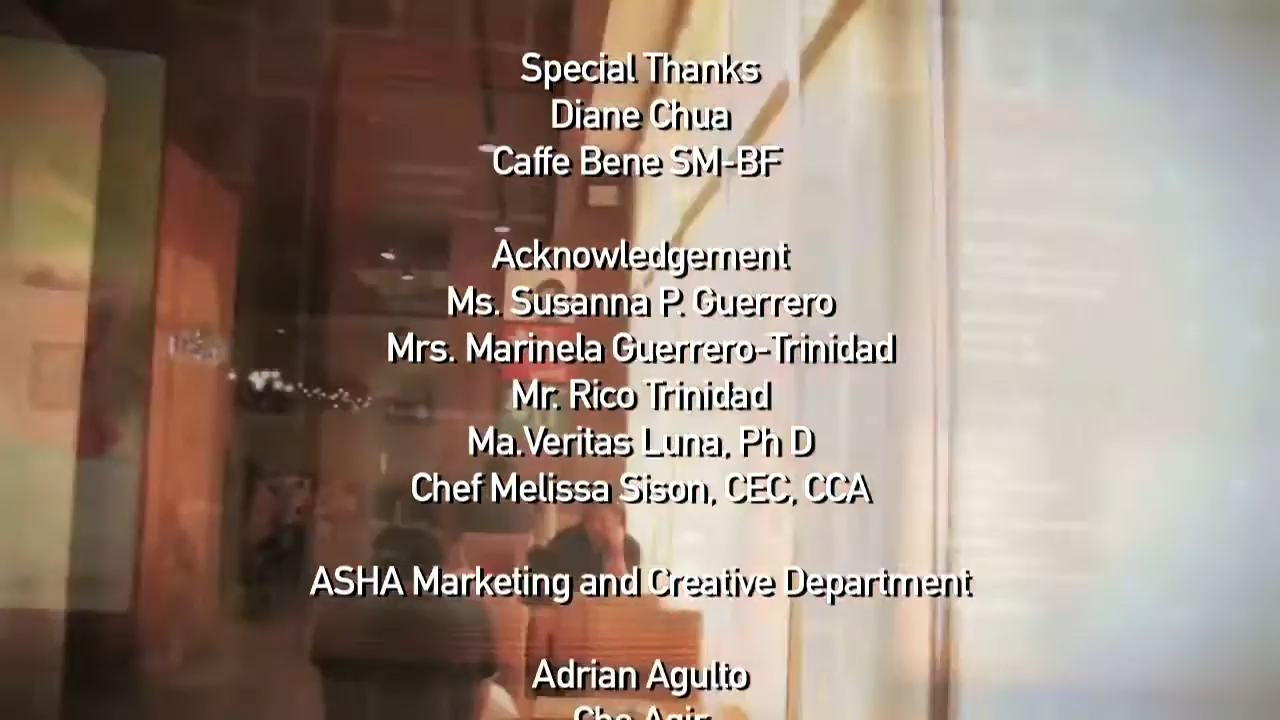 Special Thanks
Diane Chua
Caffe Bene SM-BF
Acknowledgement
Ms. Susanna P. Guerrero
Mrs. Marinela Guerrero-Trinidad
Mr. Rico Trinidad
Ma.Veritas Luna, Ph D
Chef Melissa Sison, CEC, CCA
ASHA Marketing and Creative Department
Adrian Agulto